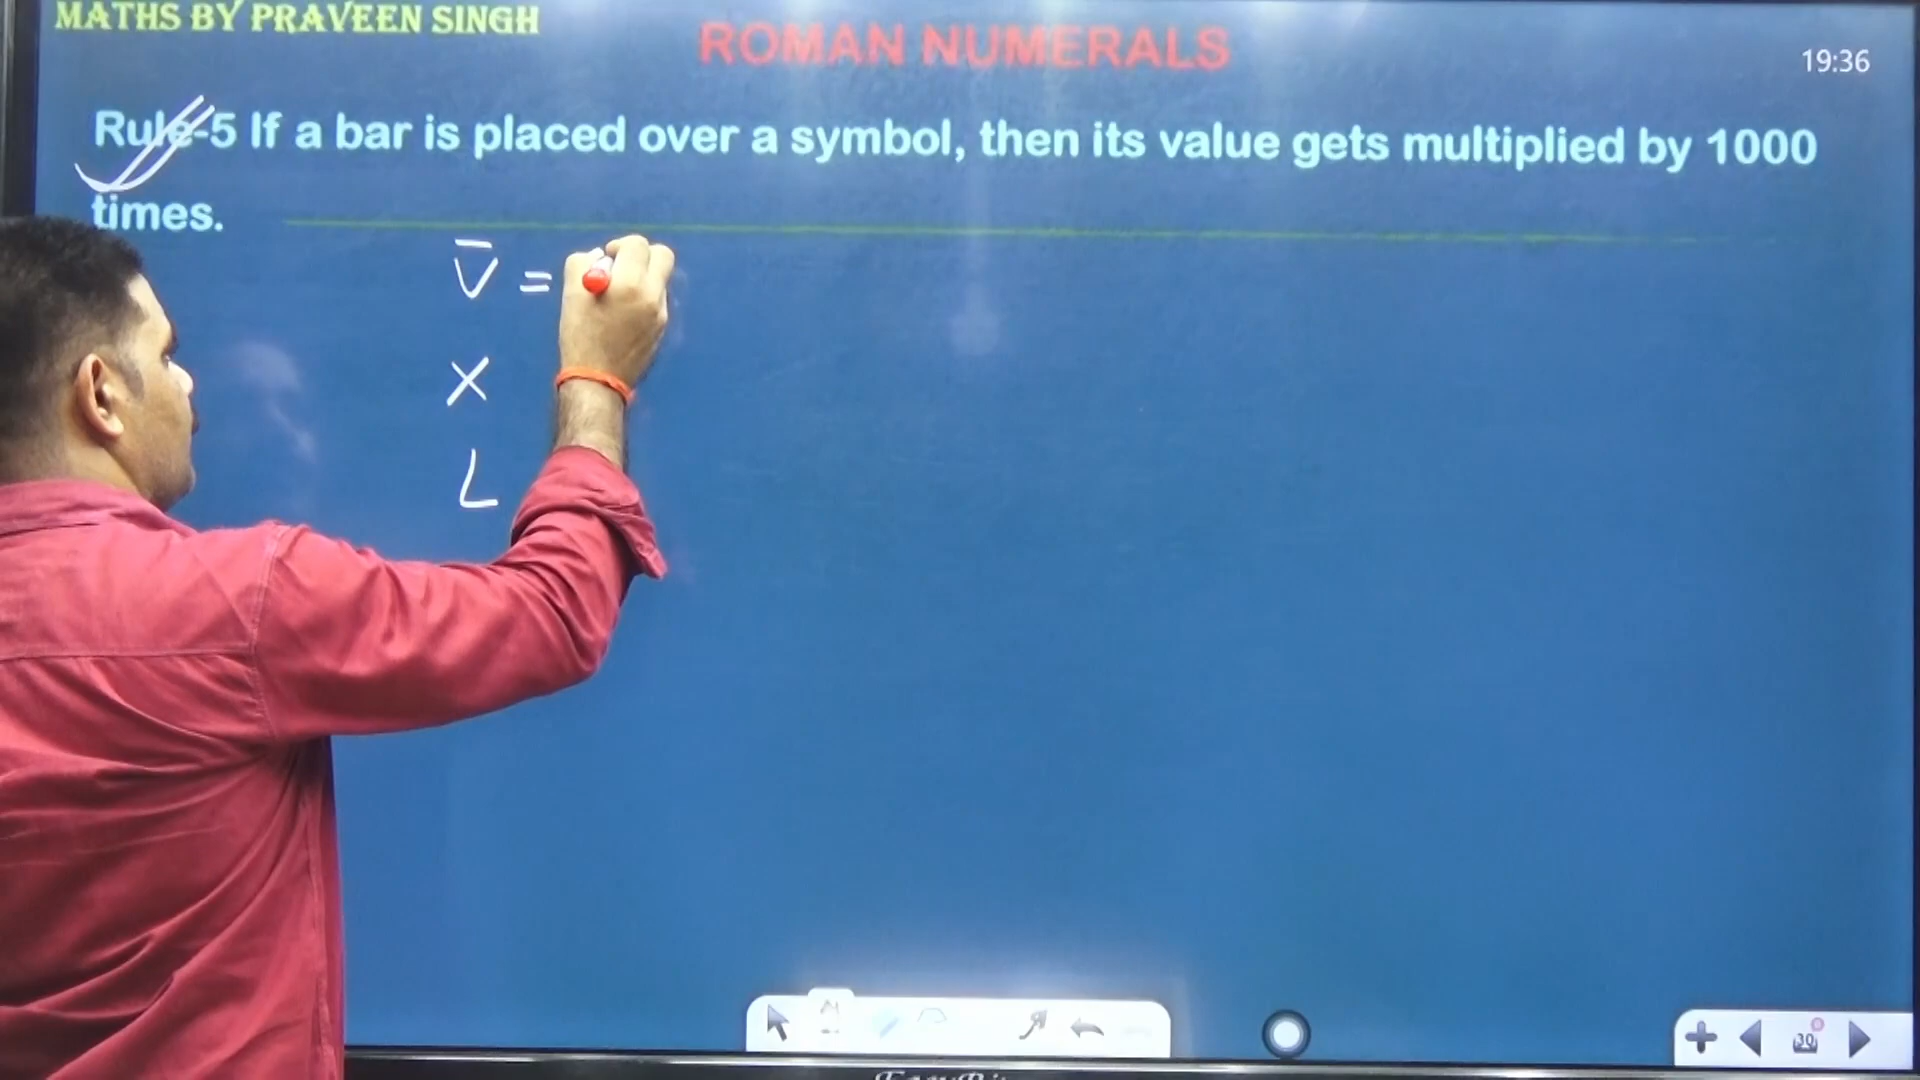 MATHS BY PRAVEEN SINGH
ROMAN NUMERALS
19:36
Rule-5 If a bar is placed over a symbol, then its value gets multiplied by 1000
times.
V̄ =
X
L
30